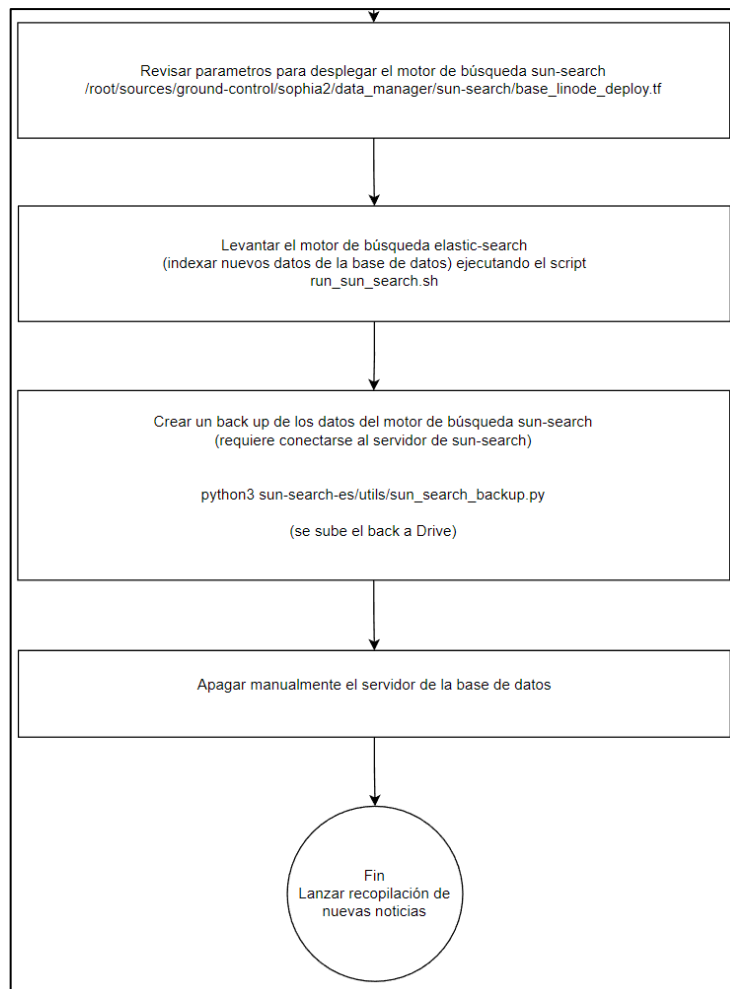 Revisar parametros para desplegar el motor de búsqueda sun-search
/root/sources/ground-control/sophia2/data_manager/sun-search/base_linode_deploy.tf
Levantar el motor de búsqueda elastic-search
(indexar nuevos datos de la base de datos) ejecutando el script
run_sun_search.sh
Crear un back up de los datos del motor de búsqueda sun-search
(requiere conectarse al servidor de sun-search)
python3 sun-search-es/utils/sun_search_backup.py
(se sube el back a Drive)
Apagar manualmente el servidor de la base de datos
Fin
Lanzar recopilación de
nuevas noticias